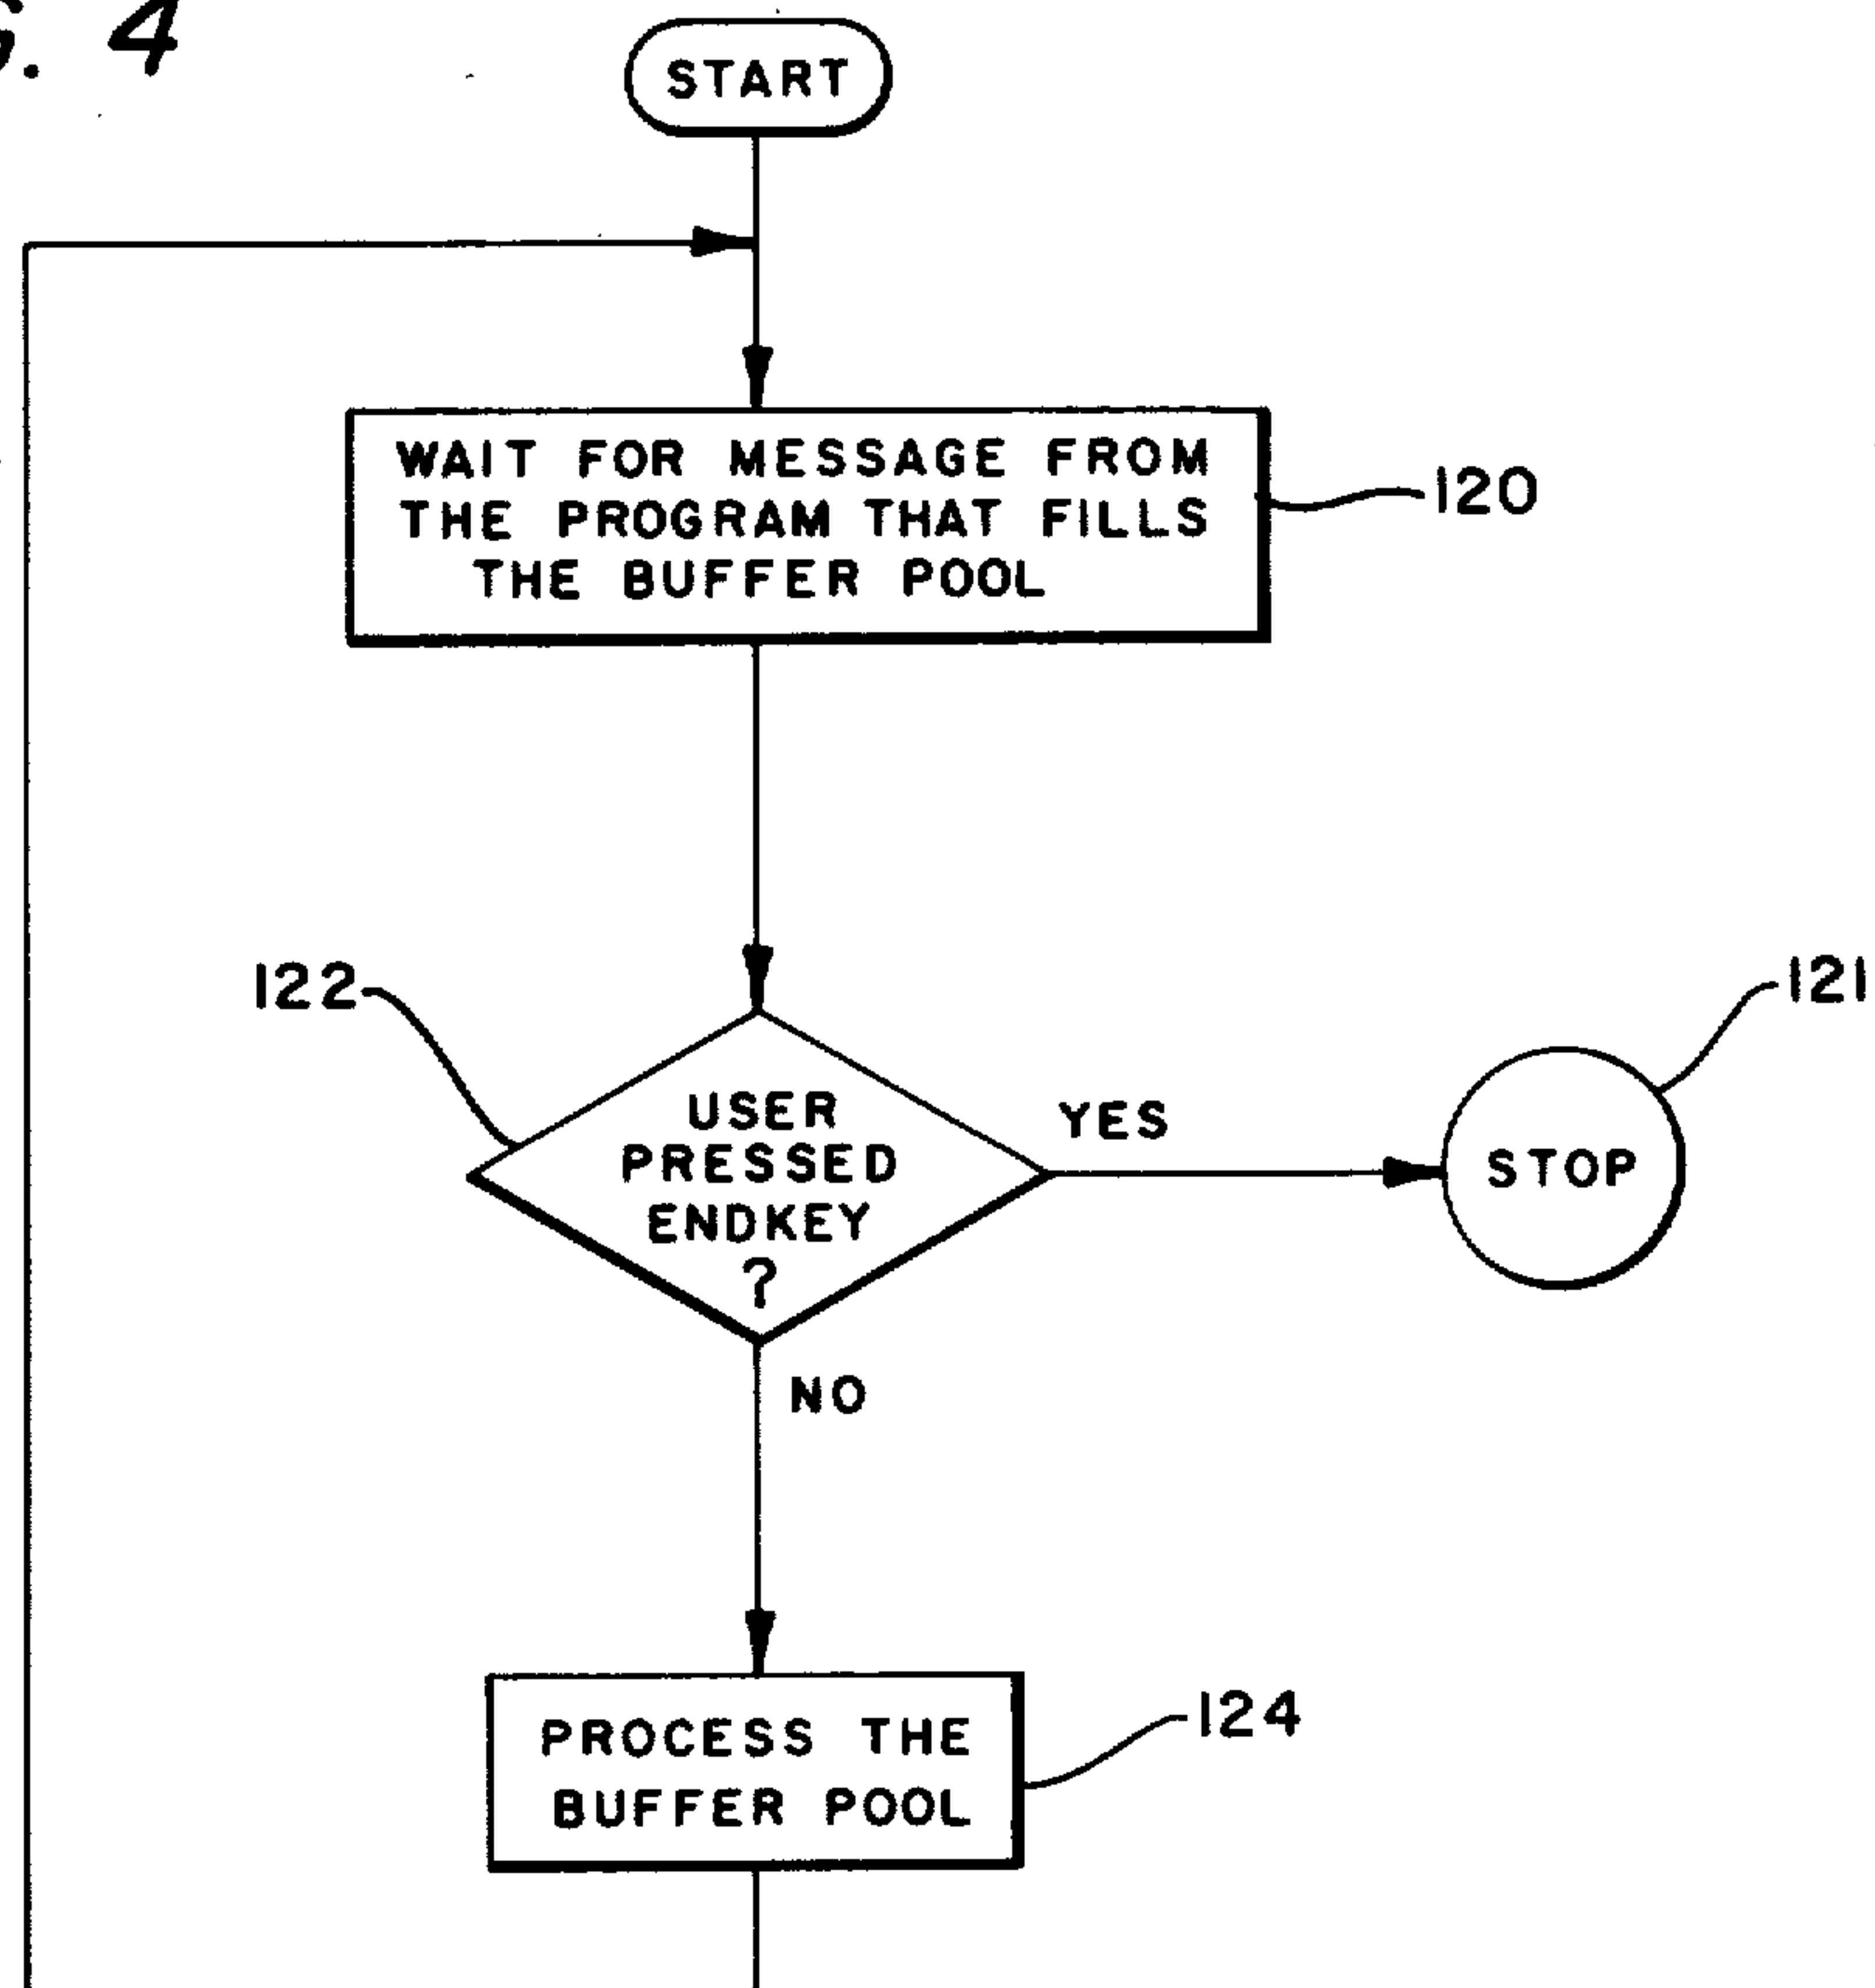 . 4
START
WAIT FOR MESSAGE FROM
THE PROGRAM THAT FILLS
THE BUFFER POOL
120
122
121
USER
PRESSED
ENDKEY
?
YES
STOP
NO
PROCESS THE
BUFFER POOL
124